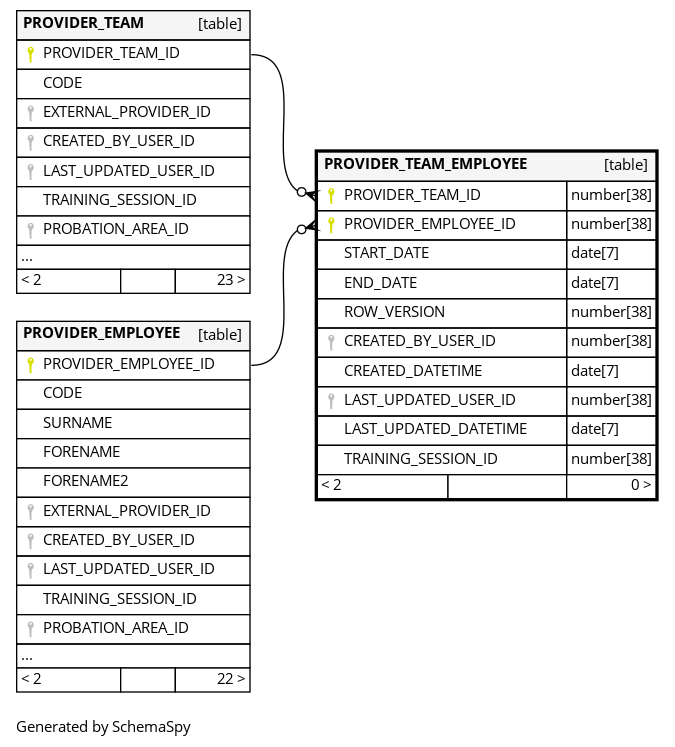 PROVIDER_TEAM [table]
PROVIDER_TEAM_ID
CODE
EXTERNAL_PROVIDER_ID
CREATED_BY_USER_ID
LAST_UPDATED_USER_ID
TRAINING_SESSION_ID
PROBATION_AREA_ID
...
< 2 23 >
PROVIDER_EMPLOYEE [table]
PROVIDER_EMPLOYEE_ID
CODE
SURNAME
FORENAME
FORENAME2
EXTERNAL_PROVIDER_ID
CREATED_BY_USER_ID
LAST_UPDATED_USER_ID
TRAINING_SESSION_ID
PROBATION_AREA_ID
...
< 2 22 >
PROVIDER_TEAM_EMPLOYEE [table]
PROVIDER_TEAM_ID number[38]
PROVIDER_EMPLOYEE_ID number[38]
START_DATE date[7]
END_DATE date[7]
ROW_VERSION number[38]
CREATED_BY_USER_ID number[38]
CREATED_DATETIME date[7]
LAST_UPDATED_USER_ID number[38]
LAST_UPDATED_DATETIME date[7]
TRAINING_SESSION_ID number[38]
< 2 0 >
Generated by SchemaSpy